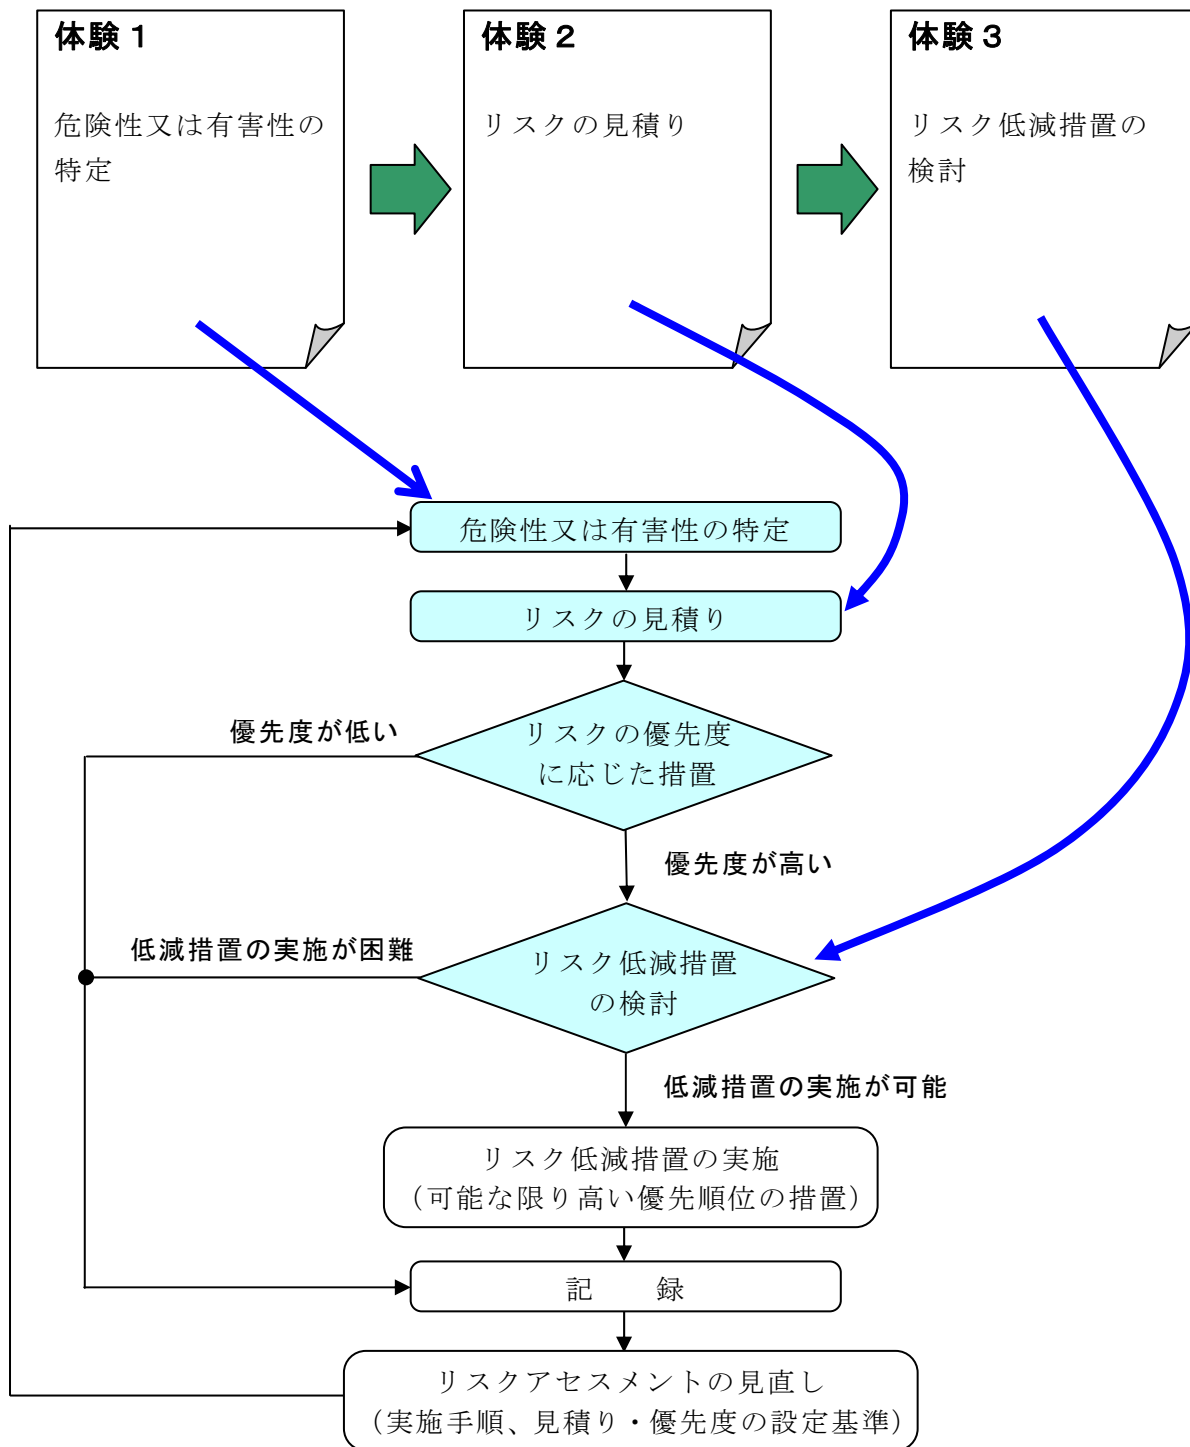 体験1
危険性又は有害性の
特定
体験2
リスクの見積り
体験3
リスク低減措置の
検討
危険性又は有害性の特定
リスクの見積り
優先度が低い
リスクの優先度
に応じた措置
優先度が高い
低減措置の実施が困難
リスク低減措置
の検討
低減措置の実施が可能
リスク低減措置の実施
（可能な限り高い優先順位の措置）
記　　録
リスクアセスメントの見直し
（実施手順、見積り・優先度の設定基準）